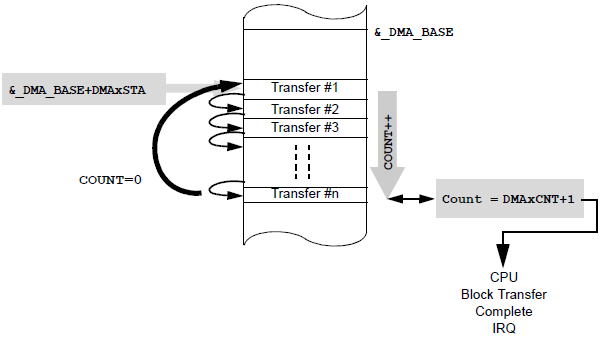 &_DMA_BASE
&_DMA_BASE+DMAxSTA
Transfer #1
Transfer #2
Transfer #3
COUNT++
COUNT=0
Transfer #n
Count = DMAxCNT+1
CPU
Block Transfer
Complete
IRQ